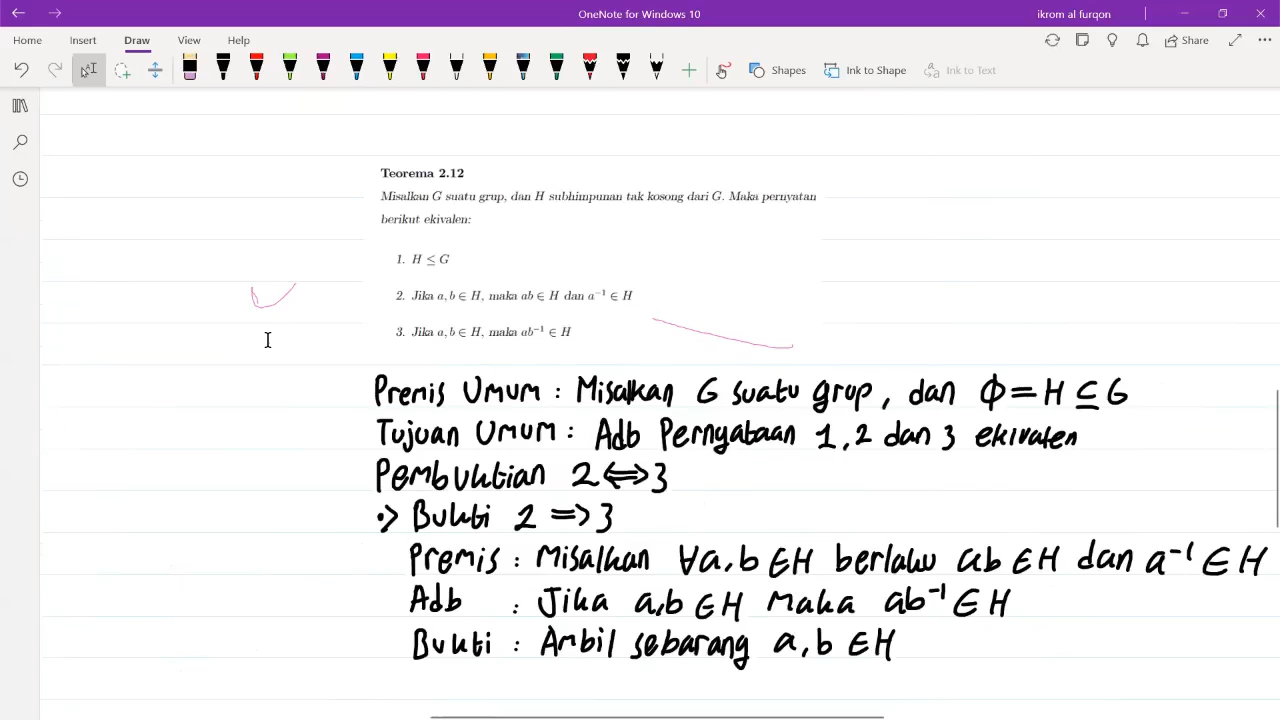 OneNote for Windows 10
ikrom al furqon
Home Insert Draw View Help
Share
Shapes Ink to Shape Ink to Text
Teorema 2.12
Misalkan G suatu grup, dan H subhimpunan tak kosong dari G. Maka pernyatan
berikut ekivalen:
1. H ≤ G
2. Jika a, b ∈ H, maka ab ∈ H dan a⁻¹ ∈ H
3. Jika a, b ∈ H, maka ab⁻¹ ∈ H
Premis Umum : Misalkan G suatu grup, dan ϕ = H ⊆ G
Tujuan Umum : Adb Pernyataan 1, 2 dan 3 ekivalen
Pembuktian 2 ⟺ 3
•> Bukti 2 ⟹ 3
Premis : Misalkan ∀a, b ∈ H berlaku ab ∈ H dan a⁻¹ ∈ H
Adb : Jika a, b ∈ H Maka ab⁻¹ ∈ H
Bukti : Ambil sebarang a, b ∈ H